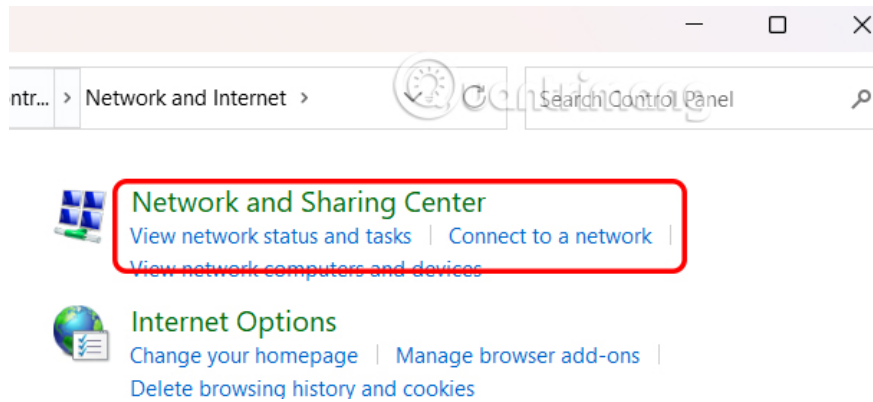 ntr... > Network and Internet >
Quantrimang
Search Control Panel
Network and Sharing Center
View network status and tasks | Connect to a network |
View network computers and devices
Internet Options
Change your homepage | Manage browser add-ons |
Delete browsing history and cookies